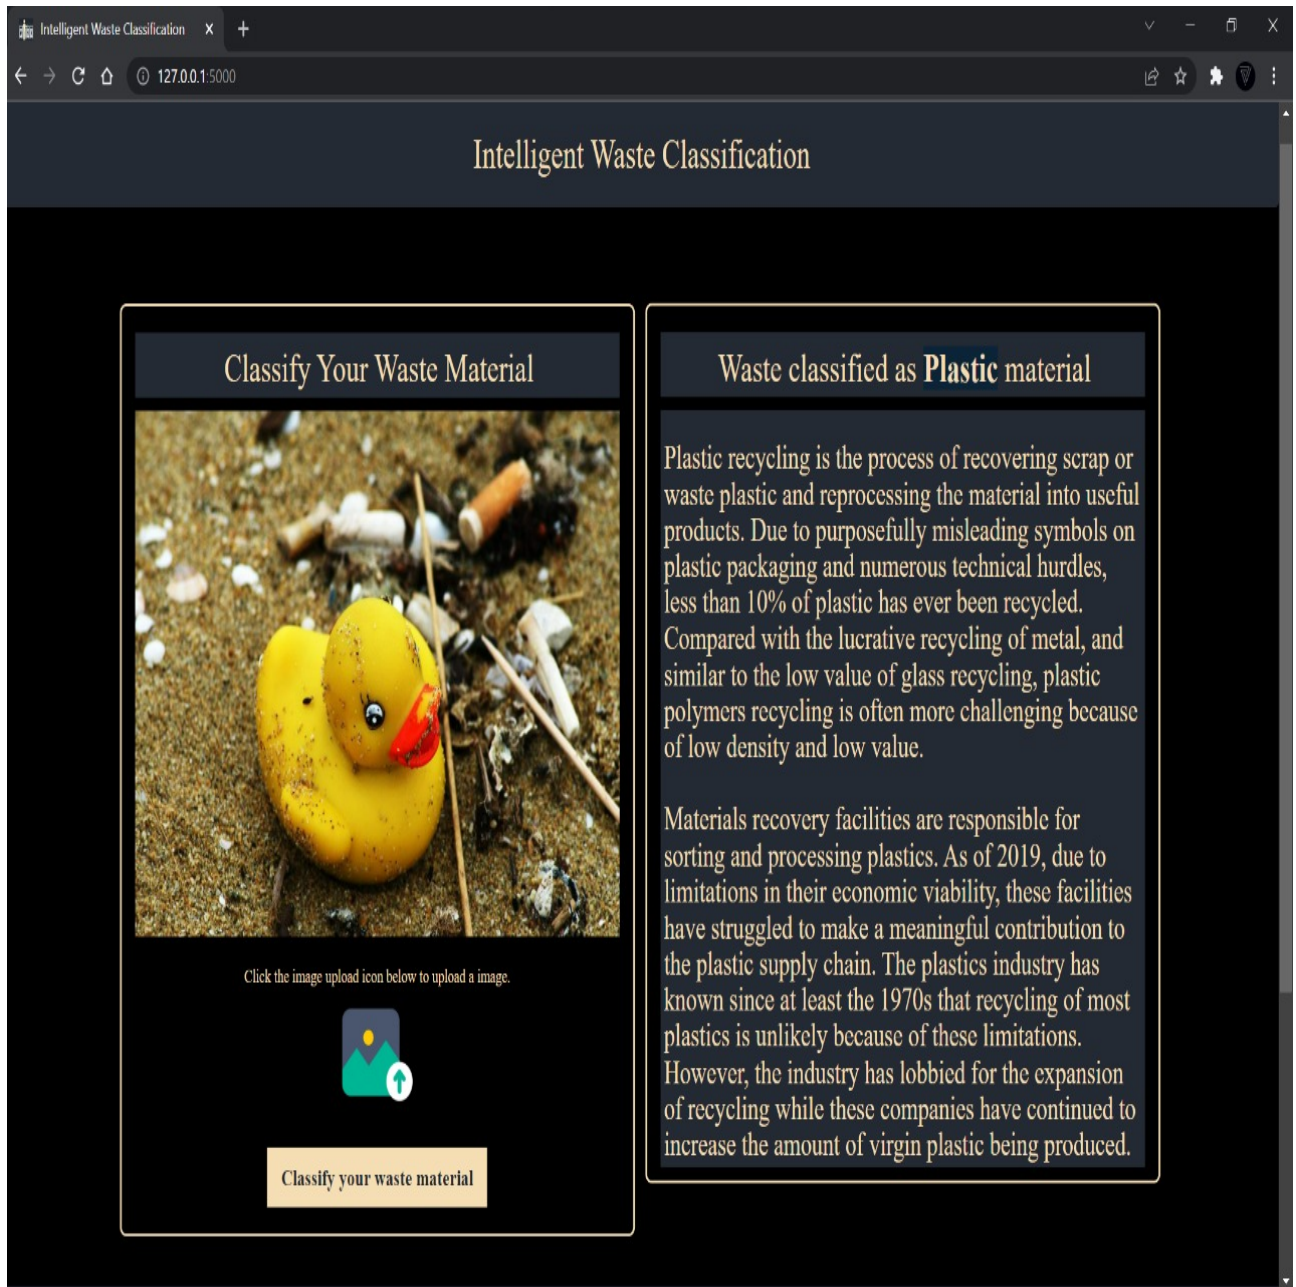 Intelligent Waste Classification
127.0.0.1:5000
Intelligent Waste Classification
Classify Your Waste Material
Click the image upload icon below to upload a image.
Classify your waste material
Waste classified as Plastic material
Plastic recycling is the process of recovering scrap or
waste plastic and reprocessing the material into useful
products. Due to purposefully misleading symbols on
plastic packaging and numerous technical hurdles,
less than 10% of plastic has ever been recycled.
Compared with the lucrative recycling of metal, and
similar to the low value of glass recycling, plastic
polymers recycling is often more challenging because
of low density and low value.
Materials recovery facilities are responsible for
sorting and processing plastics. As of 2019, due to
limitations in their economic viability, these facilities
have struggled to make a meaningful contribution to
the plastic supply chain. The plastics industry has
known since at least the 1970s that recycling of most
plastics is unlikely because of these limitations.
However, the industry has lobbied for the expansion
of recycling while these companies have continued to
increase the amount of virgin plastic being produced.